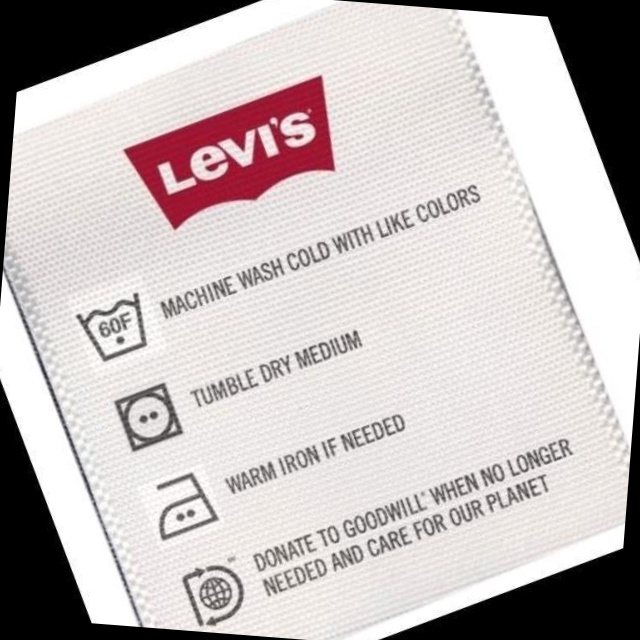 Levi's
60F
MACHINE WASH COLD WITH LIKE COLORS
TUMBLE DRY MEDIUM
WARM IRON IF NEEDED
DONATE TO GOODWILL® WHEN NO LONGER
NEEDED AND CARE FOR OUR PLANET